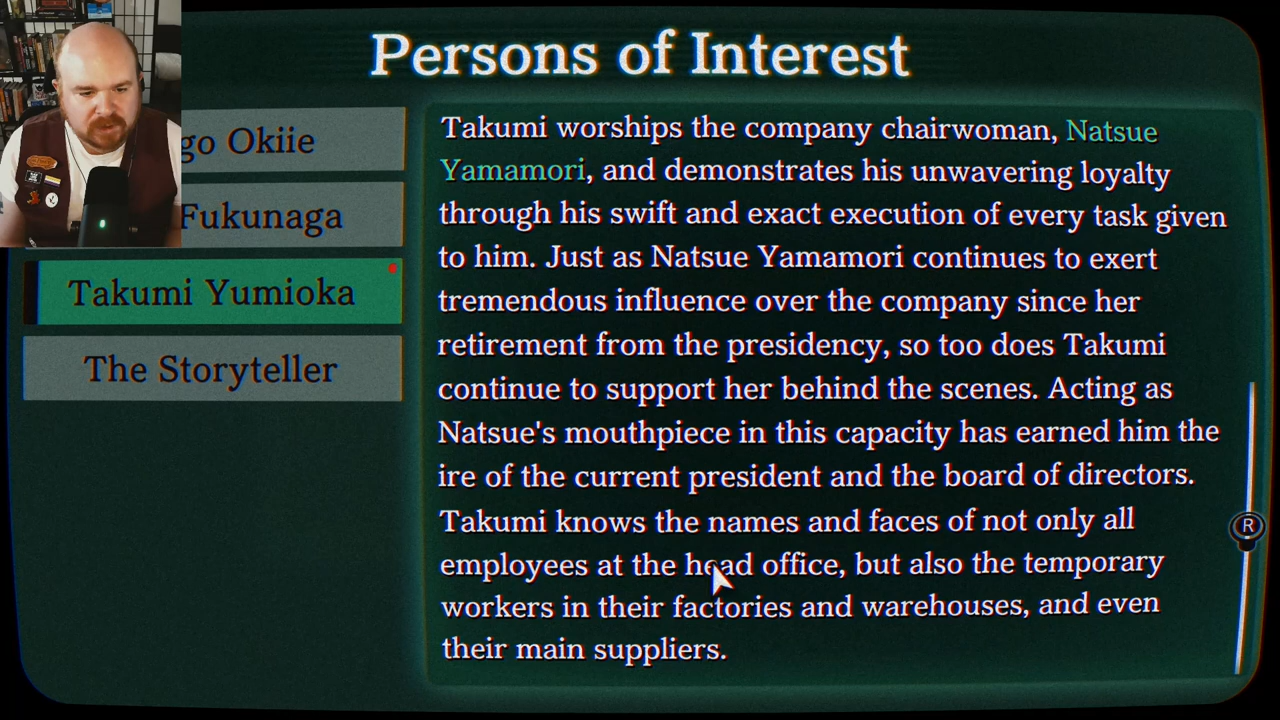 Persons of Interest
go Okiie
Fukunaga
Takumi Yumioka
The Storyteller
Takumi worships the company chairwoman, Natsue
Yamamori, and demonstrates his unwavering loyalty
through his swift and exact execution of every task given
to him. Just as Natsue Yamamori continues to exert
tremendous influence over the company since her
retirement from the presidency, so too does Takumi
continue to support her behind the scenes. Acting as
Natsue's mouthpiece in this capacity has earned him the
ire of the current president and the board of directors.
Takumi knows the names and faces of not only all
employees at the head office, but also the temporary
workers in their factories and warehouses, and even
their main suppliers.
R